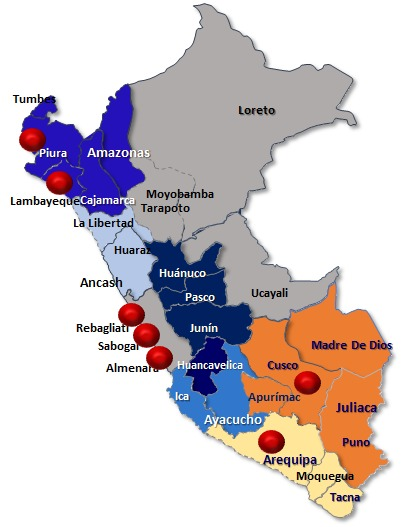 Tumbes
Loreto
Piura
Amazonas
Lambayeque
Cajamarca
Moyobamba
Tarapoto
La Libertad
Huaraz
Huánuco
Ancash
Pasco
Ucayali
Rebagliati
Junín
Sabogal
Madre De Dios
Almenara
Huancavelica
Cusco
Ica
Apurímac
Juliaca
Ayacucho
Puno
Arequipa
Moquegua
Tacna